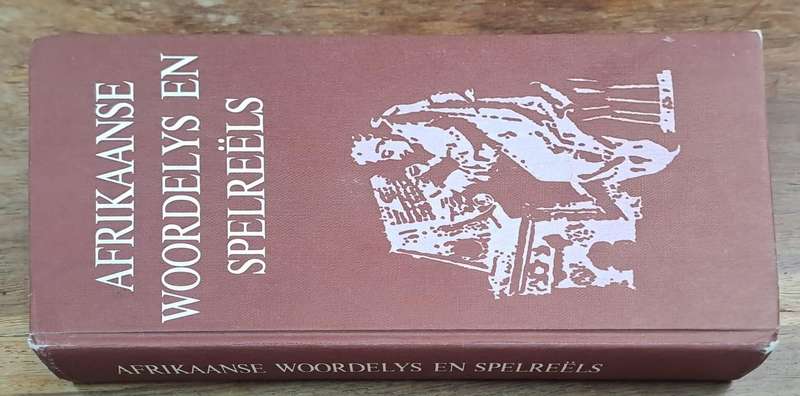 AFRIKAANSE
WOORDELYS EN
SPELREËLS
AFRIKAANSE WOORDELYS EN SPELREËLS